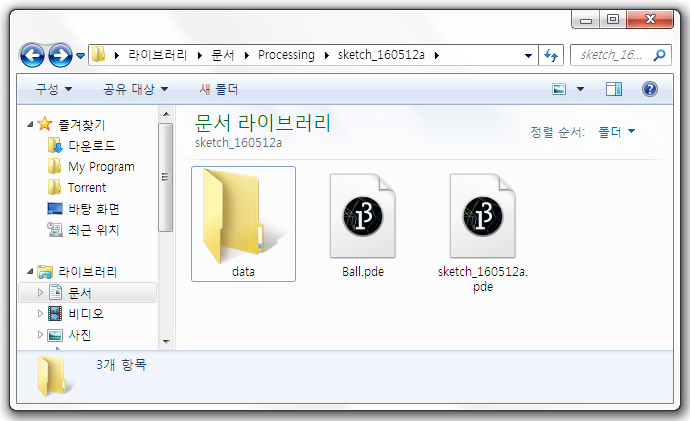 라이브러리 ▸ 문서 ▸ Processing ▸ sketch_160512a ▸
sketch_16...
구성 공유 대상 새 폴더
즐겨찾기
다운로드
My Program
Torrent
바탕 화면
최근 위치
라이브러리
문서
비디오
사진
문서 라이브러리
sketch_160512a
정렬 순서: 폴더
data
Ball.pde
sketch_160512a.
pde
3개 항목